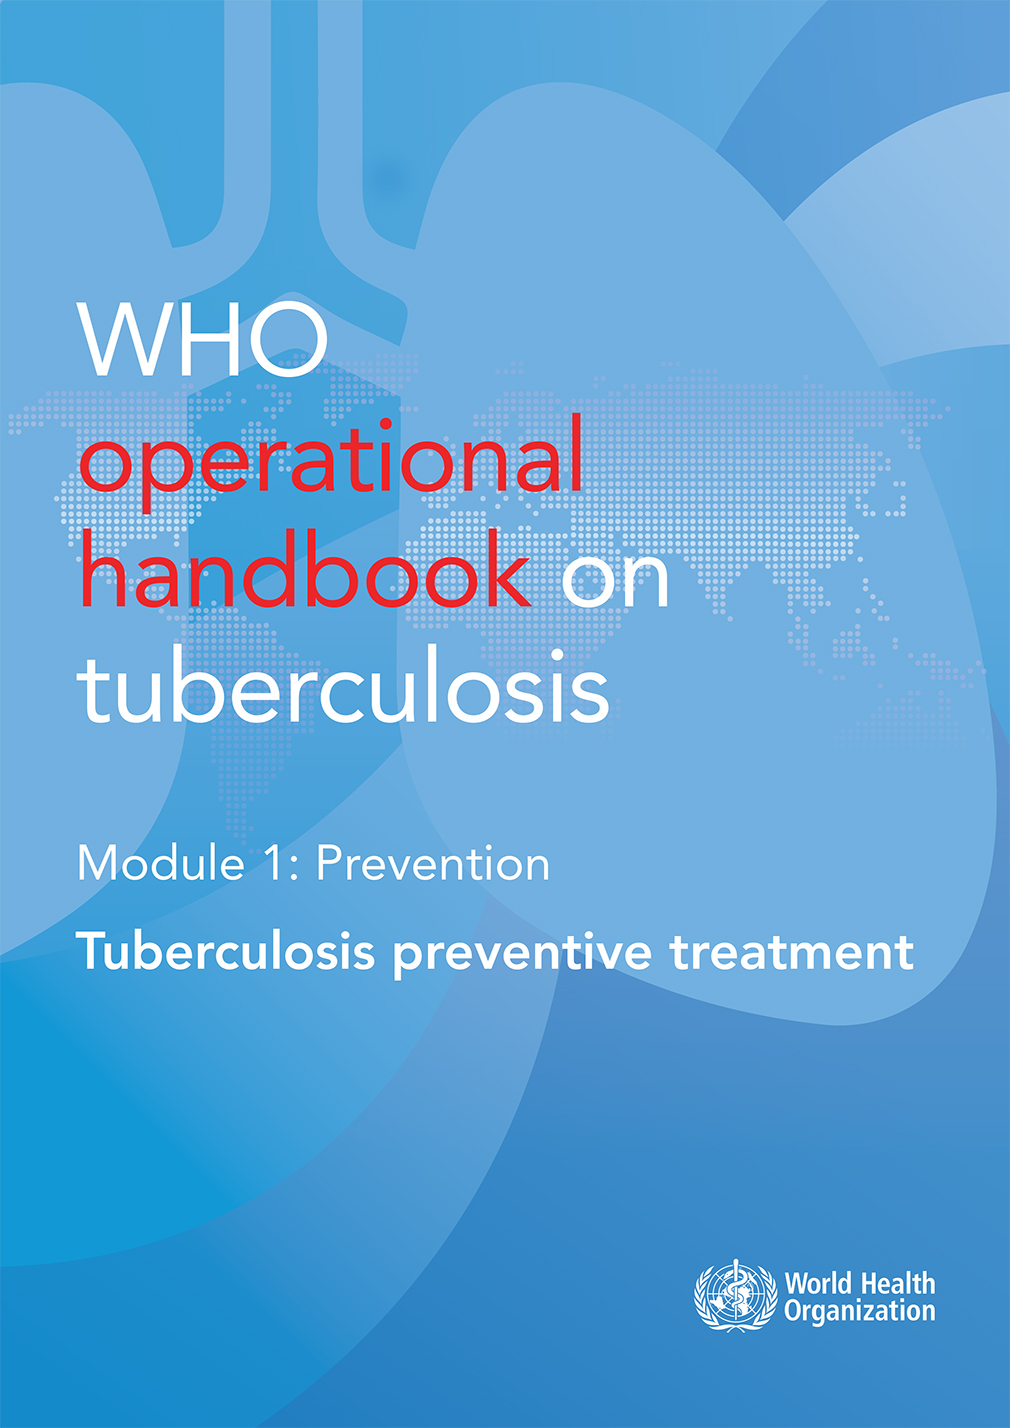 WHO
operational
handbook on
tuberculosis
Module 1: Prevention
Tuberculosis preventive treatment
World Health
Organization